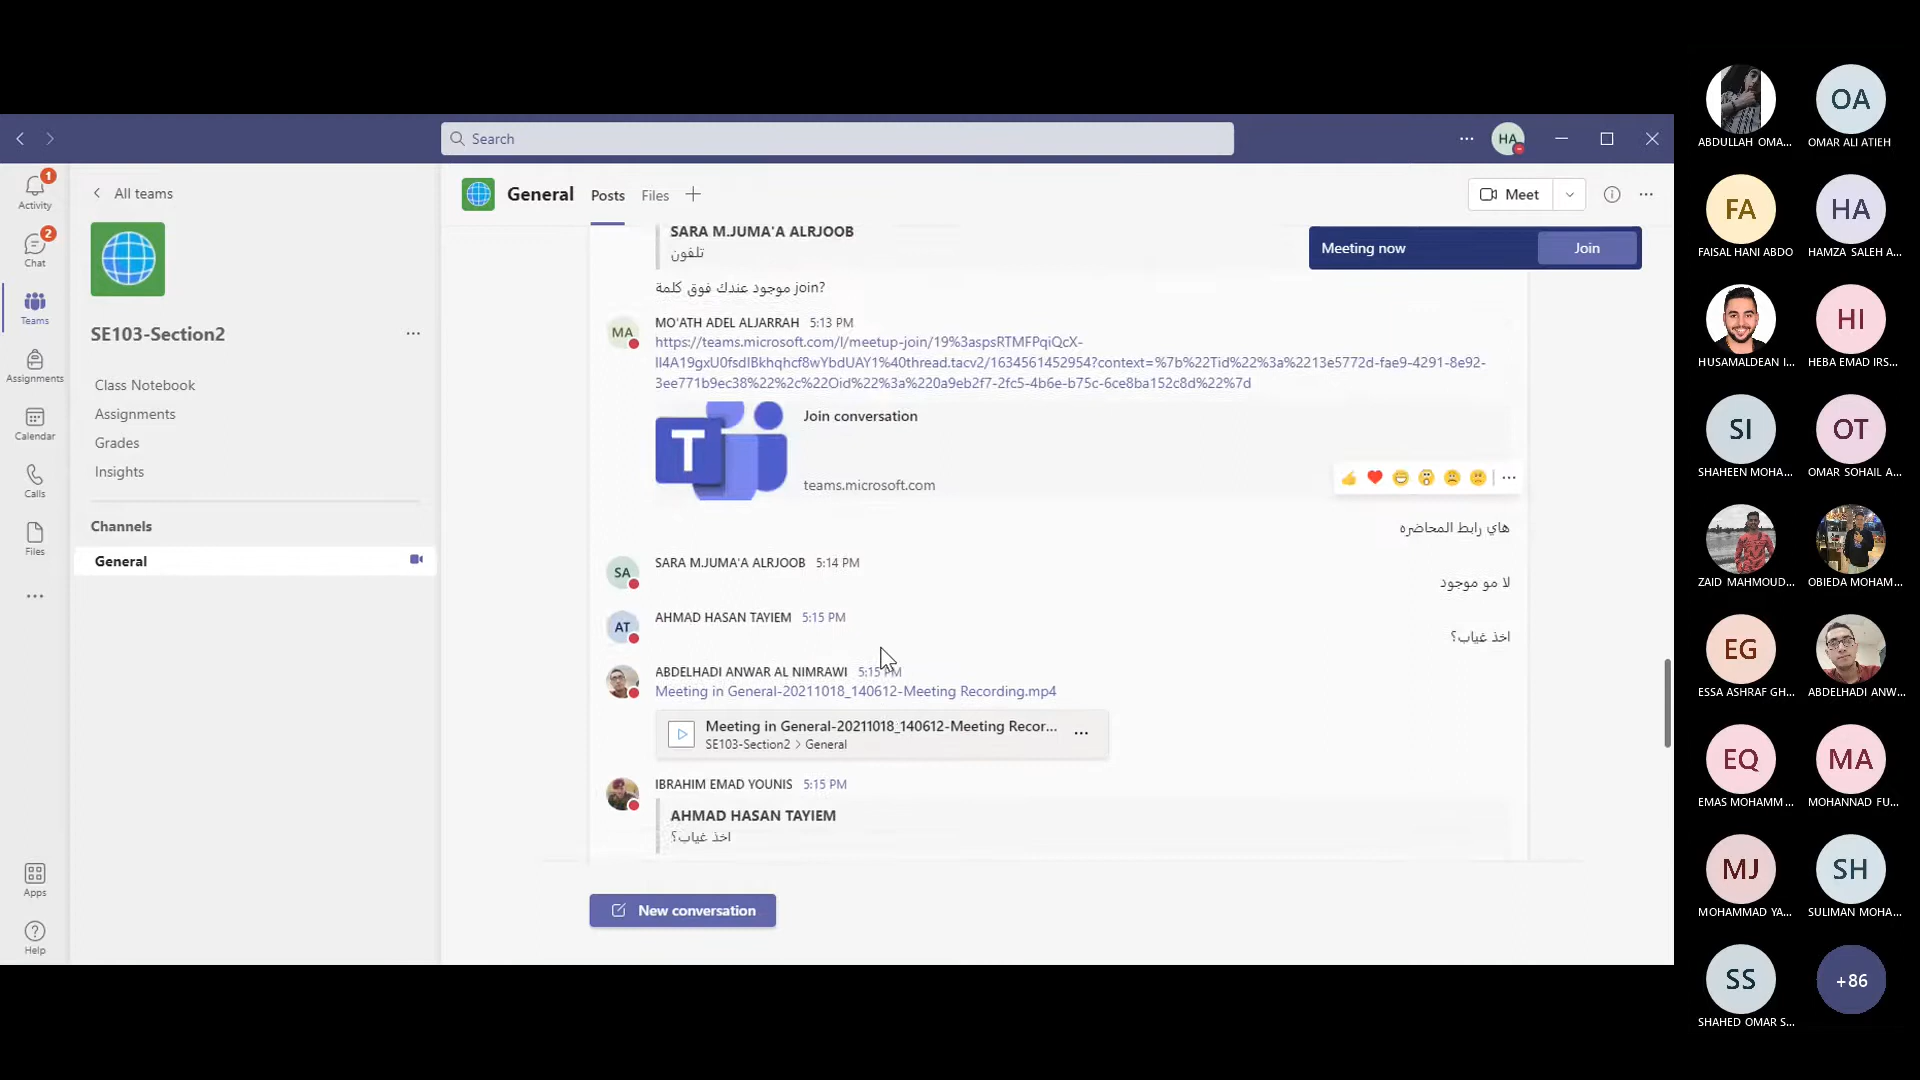 Search
HA
Activity
1
Chat
2
Teams
Assignments
Calendar
Calls
Files
Apps
Help
All teams
SE103-Section2
Class Notebook
Assignments
Grades
Insights
Channels
General
General
Posts
Files
Meet
Meeting now
Join
SARA M.JUMA'A ALRJOOB
تلفون
موجود عندك فوق كلمة join?
MA
MO'ATH ADEL ALJARRAH 5:13 PM
https://teams.microsoft.com/l/meetup-join/19%3aspsRTMFPqiQcX-
lI4A19gxU0fsdIBkhqhcf8wYbdUAY1%40thread.tacv2/1634561452954?context=%7b%22Tid%22%3a%2213e5772d-fae9-4291-8e92-
3ee771b9ec38%22%2c%22Oid%22%3a%220a9eb2f7-2fc5-4b6e-b75c-6ce8ba152c8d%22%7d
T
Join conversation
teams.microsoft.com
هاي رابط المحاضره
SA
SARA M.JUMA'A ALRJOOB 5:14 PM
لا مو موجود
AT
AHMAD HASAN TAYIEM 5:15 PM
اخذ غياب؟
ABDELHADI ANWAR AL NIMRAWI 5:15 PM
Meeting in General-20211018_140612-Meeting Recording.mp4
Meeting in General-20211018_140612-Meeting Recor...
SE103-Section2 > General
IBRAHIM EMAD YOUNIS 5:15 PM
AHMAD HASAN TAYIEM
اخذ غياب؟
New conversation
ABDULLAH OMA...
OA
OMAR ALI ATIEH
FA
FAISAL HANI ABDO
HA
HAMZA SALEH A...
HUSAMALDEAN I...
HI
HEBA EMAD IRS...
SI
SHAHEEN MOHA...
OT
OMAR SOHAIL A...
ZAID MAHMOUD...
OBIEDA MOHAM...
EG
ESSA ASHRAF GH...
ABDELHADI ANW...
EQ
EMAS MOHAMM...
MA
MOHANNAD FU...
MJ
MOHAMMAD YA...
SH
SULIMAN MOHA...
SS
SHAHED OMAR S...
+86